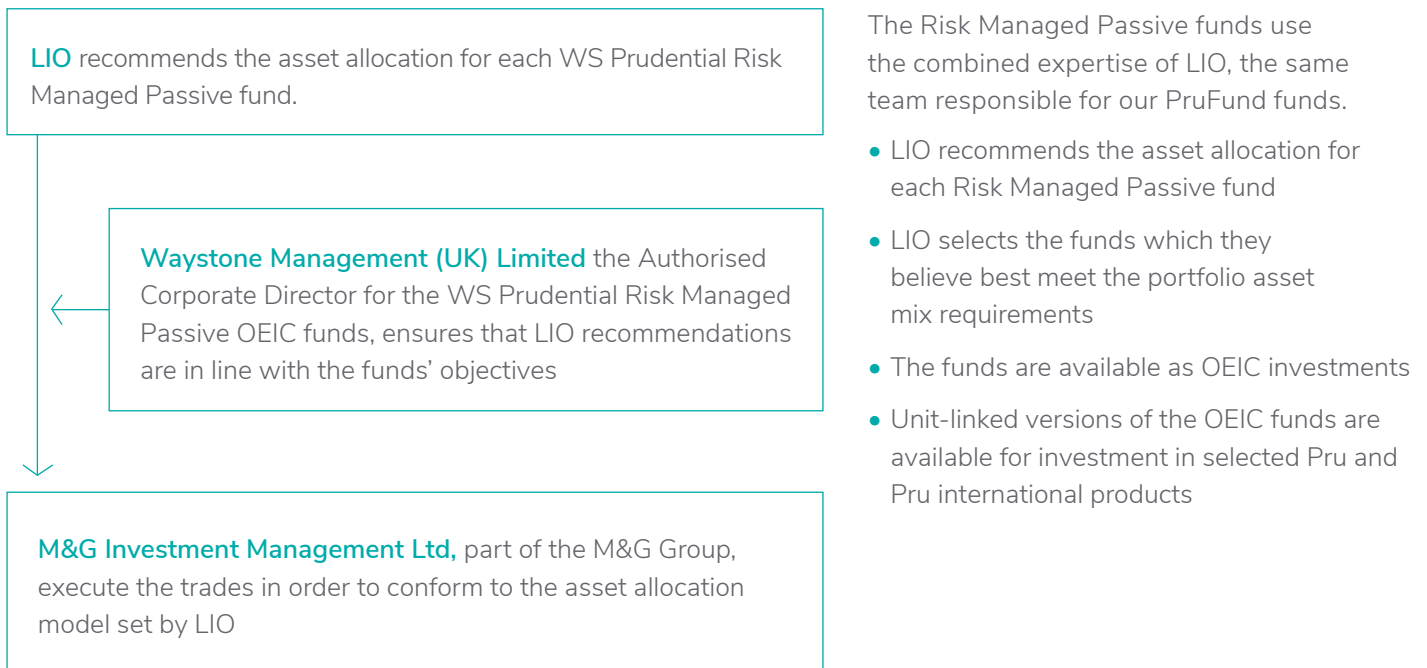 LIO recommends the asset allocation for each WS Prudential Risk
Managed Passive fund.
Waystone Management (UK) Limited the Authorised
Corporate Director for the WS Prudential Risk Managed
Passive OEIC funds, ensures that LIO recommendations
are in line with the funds’ objectives
M&G Investment Management Ltd, part of the M&G Group,
execute the trades in order to conform to the asset allocation
model set by LIO
The Risk Managed Passive funds use
the combined expertise of LIO, the same
team responsible for our PruFund funds.
• LIO recommends the asset allocation for
each Risk Managed Passive fund
• LIO selects the funds which they
believe best meet the portfolio asset
mix requirements
• The funds are available as OEIC investments
• Unit-linked versions of the OEIC funds are
available for investment in selected Pru and
Pru international products